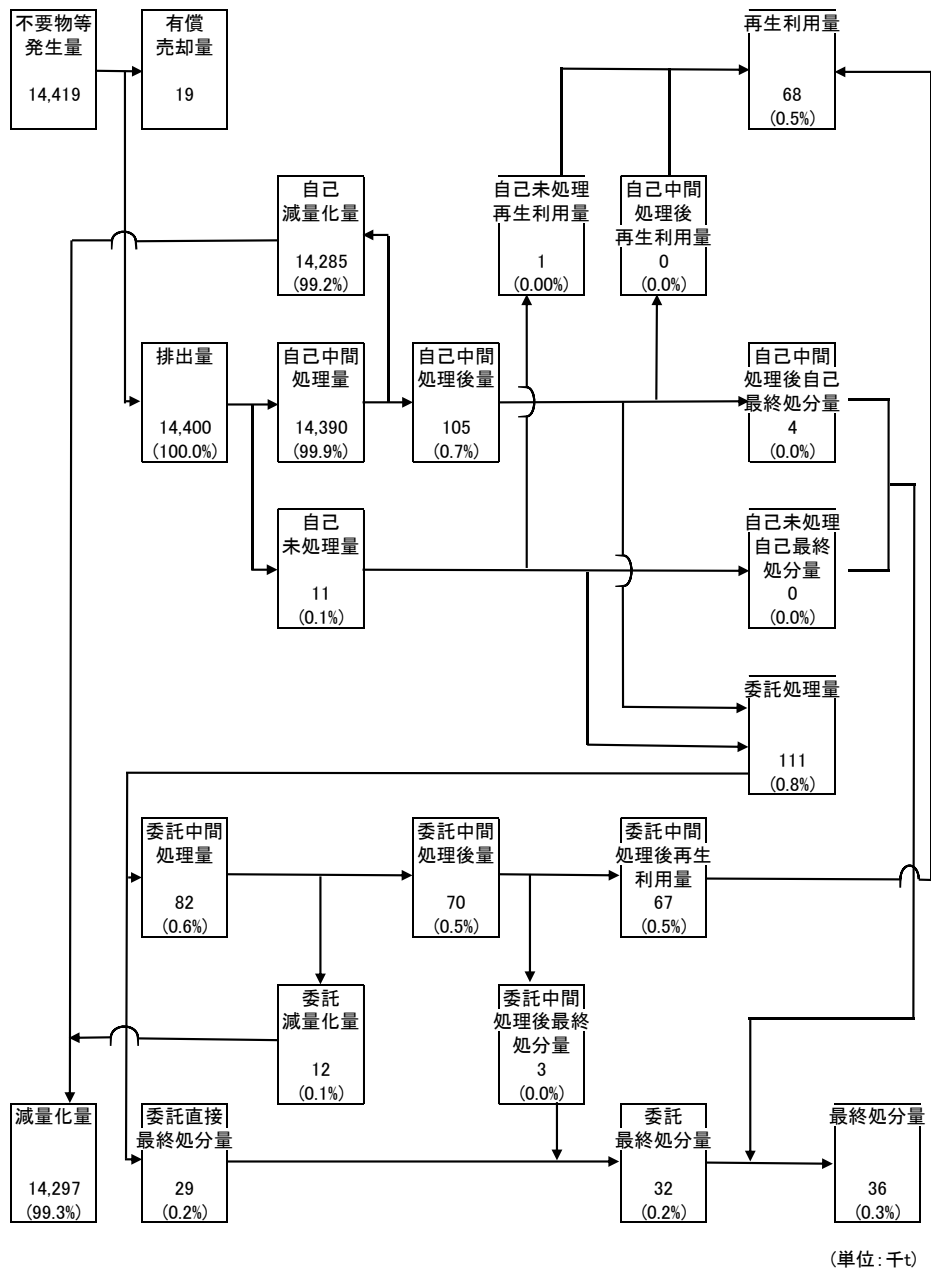 不要物等
発生量
14,419
有償
売却量
19
再生利用量
68
(0.5%)
自己
減量化量
14,285
(99.2%)
自己未処理
再生利用量
1
(0.00%)
自己中間
処理後
再生利用量
0
(0.0%)
排出量
14,400
(100.0%)
自己中間
処理量
14,390
(99.9%)
自己中間
処理後量
105
(0.7%)
自己中間
処理後自己
最終処分量
4
(0.0%)
自己
未処理量
11
(0.1%)
自己未処理
自己最終
処分量
0
(0.0%)
委託処理量
111
(0.8%)
委託中間
処理量
82
(0.6%)
委託中間
処理後量
70
(0.5%)
委託中間
処理後再生
利用量
67
(0.5%)
委託
減量化量
12
(0.1%)
委託中間
処理後最終
処分量
3
(0.0%)
減量化量
14,297
(99.3%)
委託直接
最終処分量
29
(0.2%)
委託
最終処分量
32
(0.2%)
最終処分量
36
(0.3%)
(単位:千t)